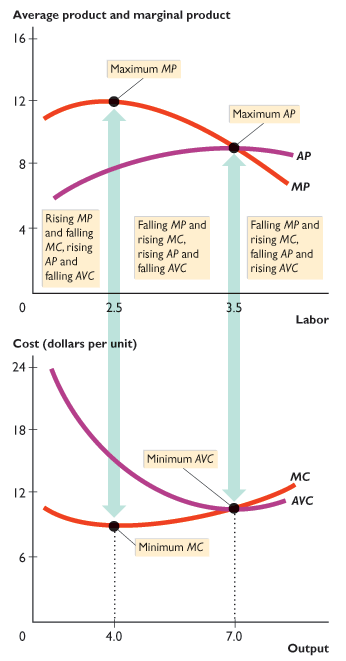 Average product and marginal product
16
Maximum MP
12
Maximum AP
AP
8
MP
Rising MP
and falling
MC, rising
AP and
falling AVC
Falling MP and
rising MC,
rising AP and
falling AVC
Falling MP and
rising MC,
falling AP and
rising AVC
4
0
2.5
3.5
Labor
Cost (dollars per unit)
24
18
Minimum AVC
MC
12
AVC
Minimum MC
6
0
4.0
7.0
Output